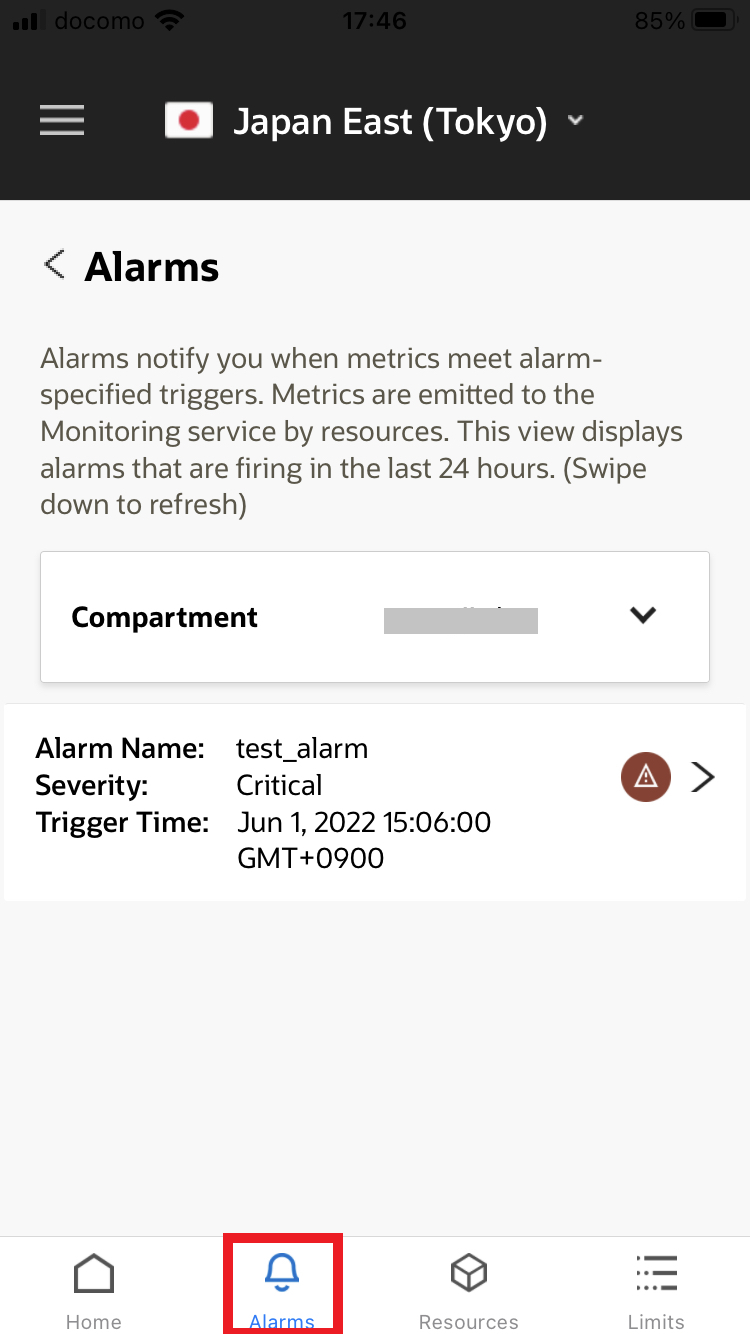 docomo 17:46 85%
Japan East (Tokyo)
Alarms
Alarms notify you when metrics meet alarm-
specified triggers. Metrics are emitted to the
Monitoring service by resources. This view displays
alarms that are firing in the last 24 hours. (Swipe
down to refresh)
Compartment
Alarm Name: test_alarm
Severity: Critical
Trigger Time: Jun 1, 2022 15:06:00
GMT+0900
Home Alarms Resources Limits